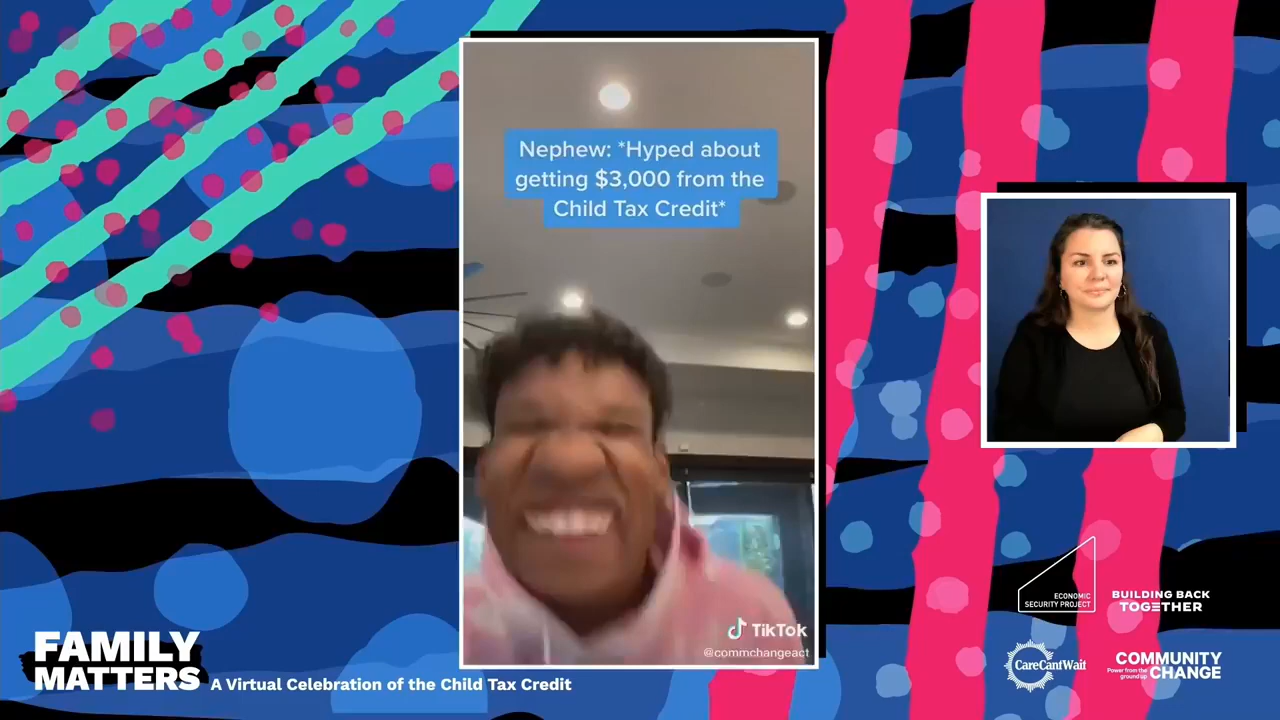 Nephew: *Hyped about
getting $3,000 from the
Child Tax Credit*
TikTok
@commchangeact
ECONOMIC
SECURITY PROJECT
BUILDING BACK
TOGETHER
CareCantWait
COMMUNITY
Power from the
ground up
CHANGE
FAMILY
MATTERS
A Virtual Celebration of the Child Tax Credit